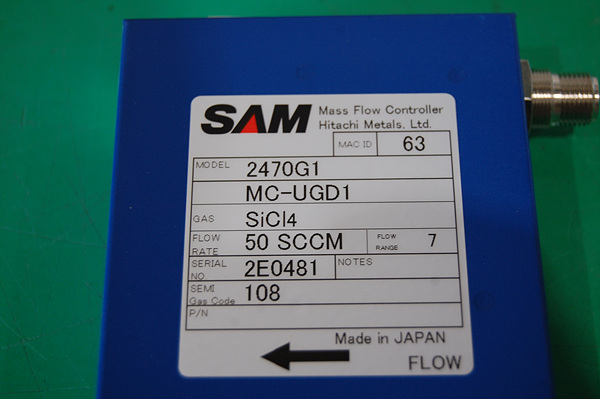 SAM Mass Flow Controller
Hitachi Metals, Ltd.
MAC ID 63
MODEL 2470G1
MC-UGD1
GAS SiCl4
FLOW RATE 50 SCCM FLOW RANGE 7
SERIAL NO. 2E0481 NOTES
SEMI Gas Code 108
P/N
Made in JAPAN
FLOW